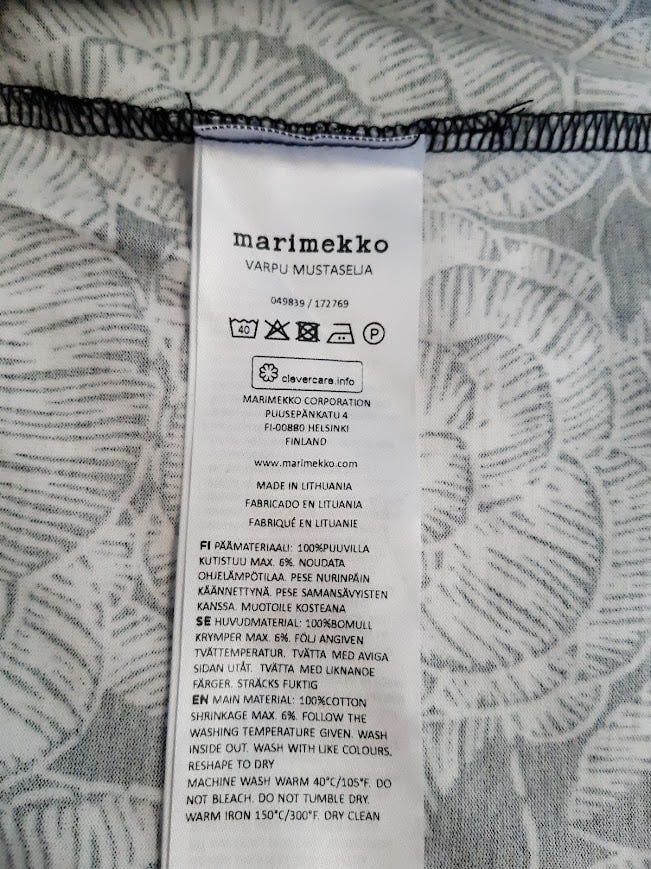 marimekko
VARPU MUSTASELJA
049839 / 172769
40 P
clevercare.info
MARIMEKKO CORPORATION
PUUSEPÄNKATU 4
FI-00880 HELSINKI
FINLAND
www.marimekko.com
MADE IN LITHUANIA
FABRICADO EN LITUANIA
FABRIQUÉ EN LITUANIE
FI PÄÄMATERIAALI: 100%PUUVILLA
KUTISTUU MAX. 6%. NOUDATA
OHJELÄMPÖTILAA. PESE NURINPÄIN
KÄÄNNETTYNÄ. PESE SAMANSÄVYISTEN
KANSSA. MUOTOILE KOSTEANA
SE HUVUDMATERIAL: 100%BOMULL
KRYMPER MAX. 6%. FÖLJ ANGIVEN
TVÄTTEMPERATUR. TVÄTTA MED AVIGA
SIDAN UTÅT. TVÄTTA MED LIKNANDE
FÄRGER. STRÄCKS FUKTIG
EN MAIN MATERIAL: 100%COTTON
SHRINKAGE MAX. 6%. FOLLOW THE
WASHING TEMPERATURE GIVEN. WASH
INSIDE OUT. WASH WITH LIKE COLOURS.
RESHAPE TO DRY
MACHINE WASH WARM 40°C/105°F. DO
NOT BLEACH. DO NOT TUMBLE DRY.
WARM IRON 150°C/300°F. DRY CLEAN